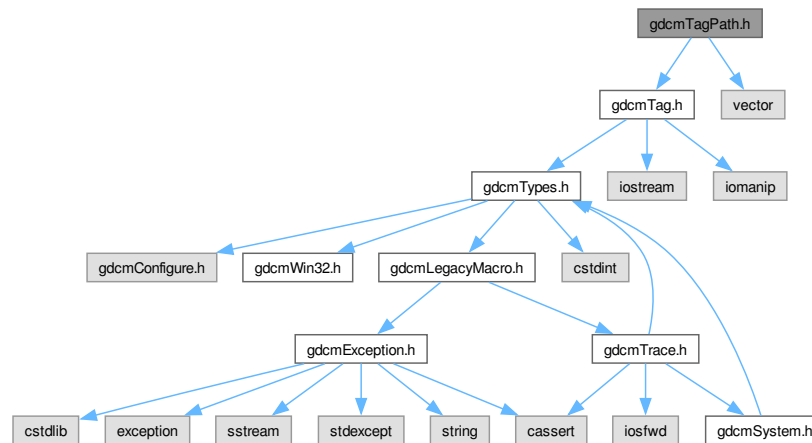 gdcmTagPath.h
gdcmTag.h
vector
gdcmTypes.h
iostream
iomanip
gdcmConfigure.h
gdcmWin32.h
gdcmLegacyMacro.h
cstdint
gdcmException.h
gdcmTrace.h
cstdlib
exception
sstream
stdexcept
string
cassert
iosfwd
gdcmSystem.h